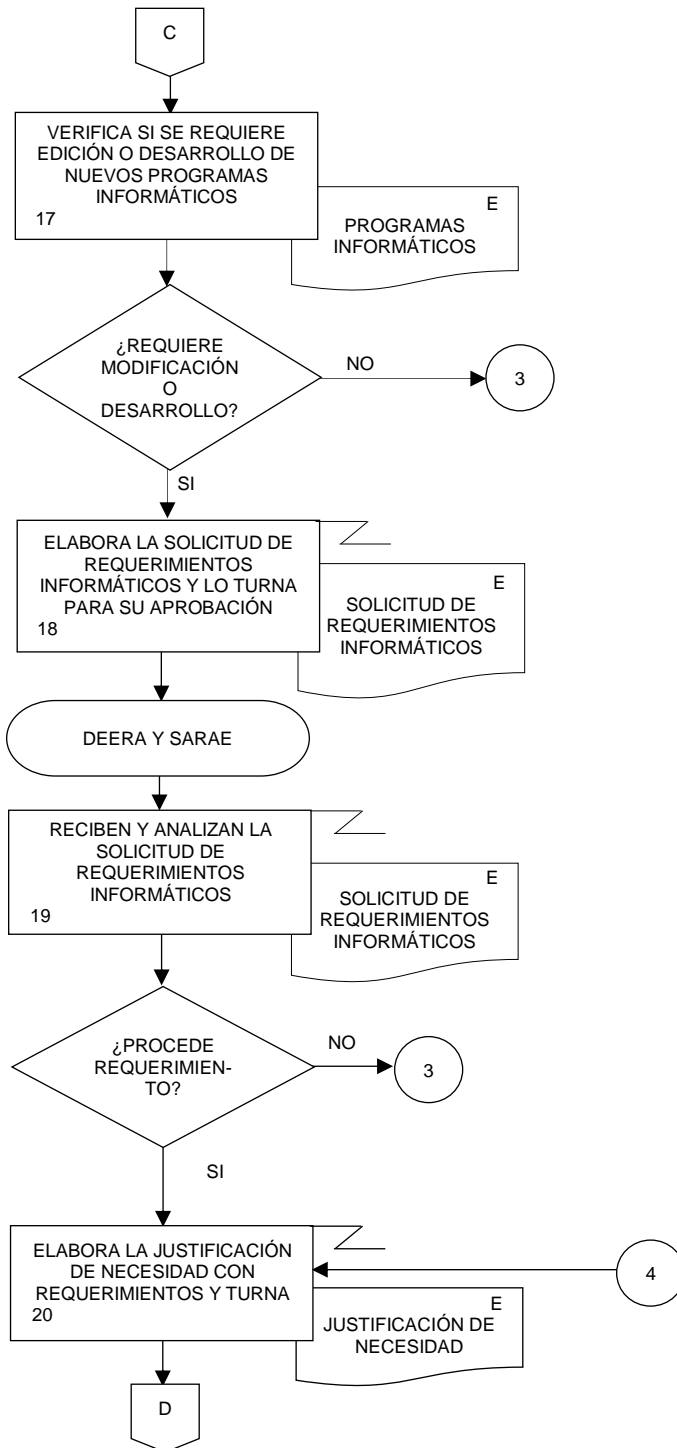 C
VERIFICA SI SE REQUIERE
EDICIÓN O DESARROLLO DE
NUEVOS PROGRAMAS
INFORMÁTICOS
17
E
PROGRAMAS
INFORMÁTICOS
¿REQUIERE
MODIFICACIÓN
O
DESARROLLO?
NO
3
SI
ELABORA LA SOLICITUD DE
REQUERIMIENTOS
INFORMÁTICOS Y LO TURNA
PARA SU APROBACIÓN
18
E
SOLICITUD DE
REQUERIMIENTOS
INFORMÁTICOS
DEERA Y SARAE
RECIBEN Y ANALIZAN LA
SOLICITUD DE
REQUERIMIENTOS
INFORMÁTICOS
19
E
SOLICITUD DE
REQUERIMIENTOS
INFORMÁTICOS
¿PROCEDE
REQUERIMIEN-
TO?
NO
3
SI
ELABORA LA JUSTIFICACIÓN
DE NECESIDAD CON
REQUERIMIENTOS Y TURNA
20
4
E
JUSTIFICACIÓN DE
NECESIDAD
D